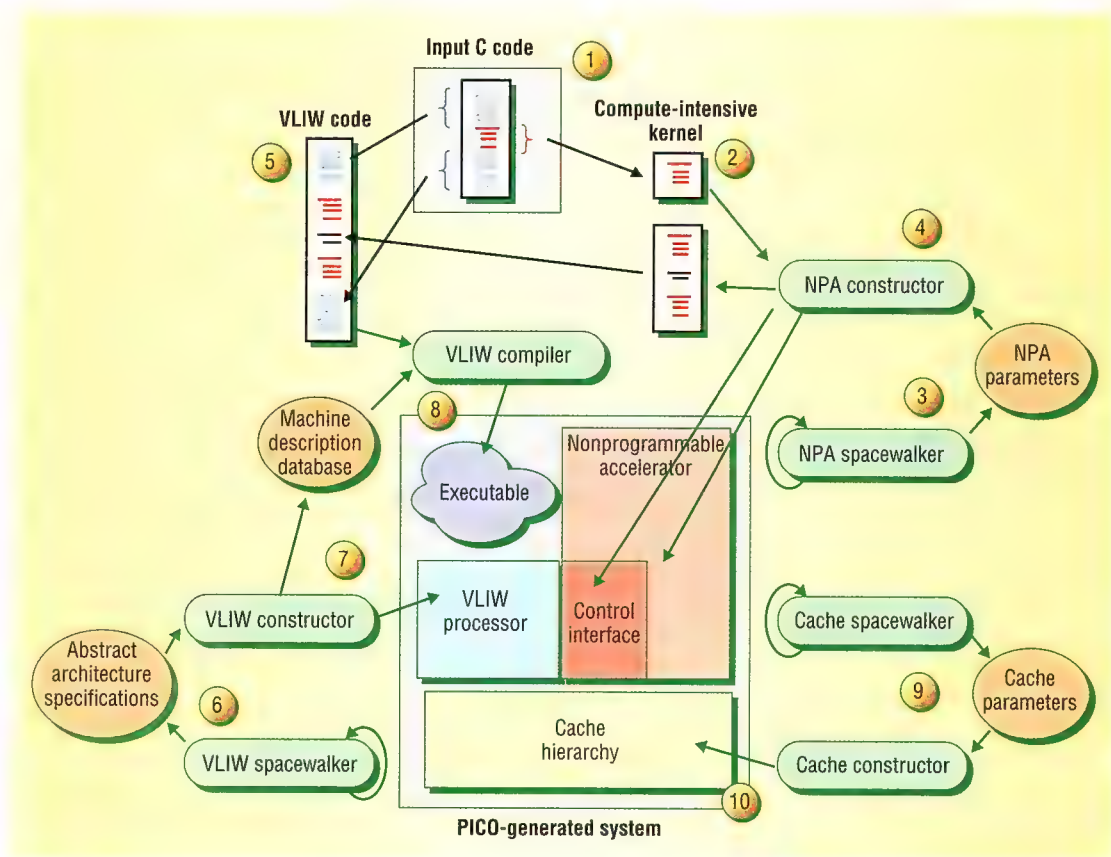 Input C code
1
Compute-intensive
kernel
2
VLIW code
5
4
NPA constructor
VLIW compiler
NPA
parameters
3
8
Machine
description
database
Nonprogrammable
accelerator
NPA spacewalker
Executable
7
VLIW constructor
VLIW
processor
Control
interface
Cache spacewalker
Abstract
architecture
specifications
6
9
Cache
parameters
VLIW spacewalker
Cache
hierarchy
Cache constructor
10
PICO-generated system